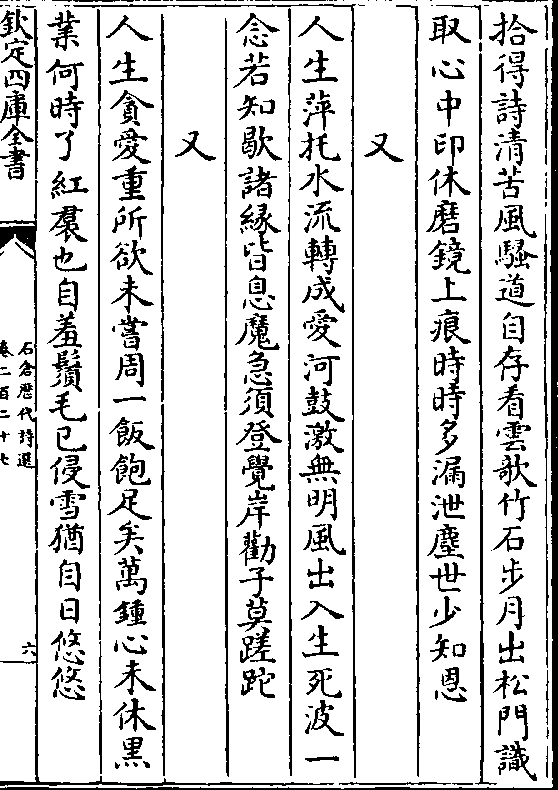 拾得詩清苦風騷道自存看雲歌竹石步月出松門識
取心中印休磨鏡上痕時時多漏泄塵世少知恩
又
人生萍托水流轉成愛河鼓激無明風出入生死波一
念若知歇諸緣皆息魔急須登覺岸勸子莫蹉跎
又
人生貪愛重所欲未嘗周一飯飽足矣萬鍾心未休黑
業何時了紅裠也自羞鬚毛已侵雪猶自日悠悠
欽定四庫全書
石倉歷代詩選
卷二百二十七
六